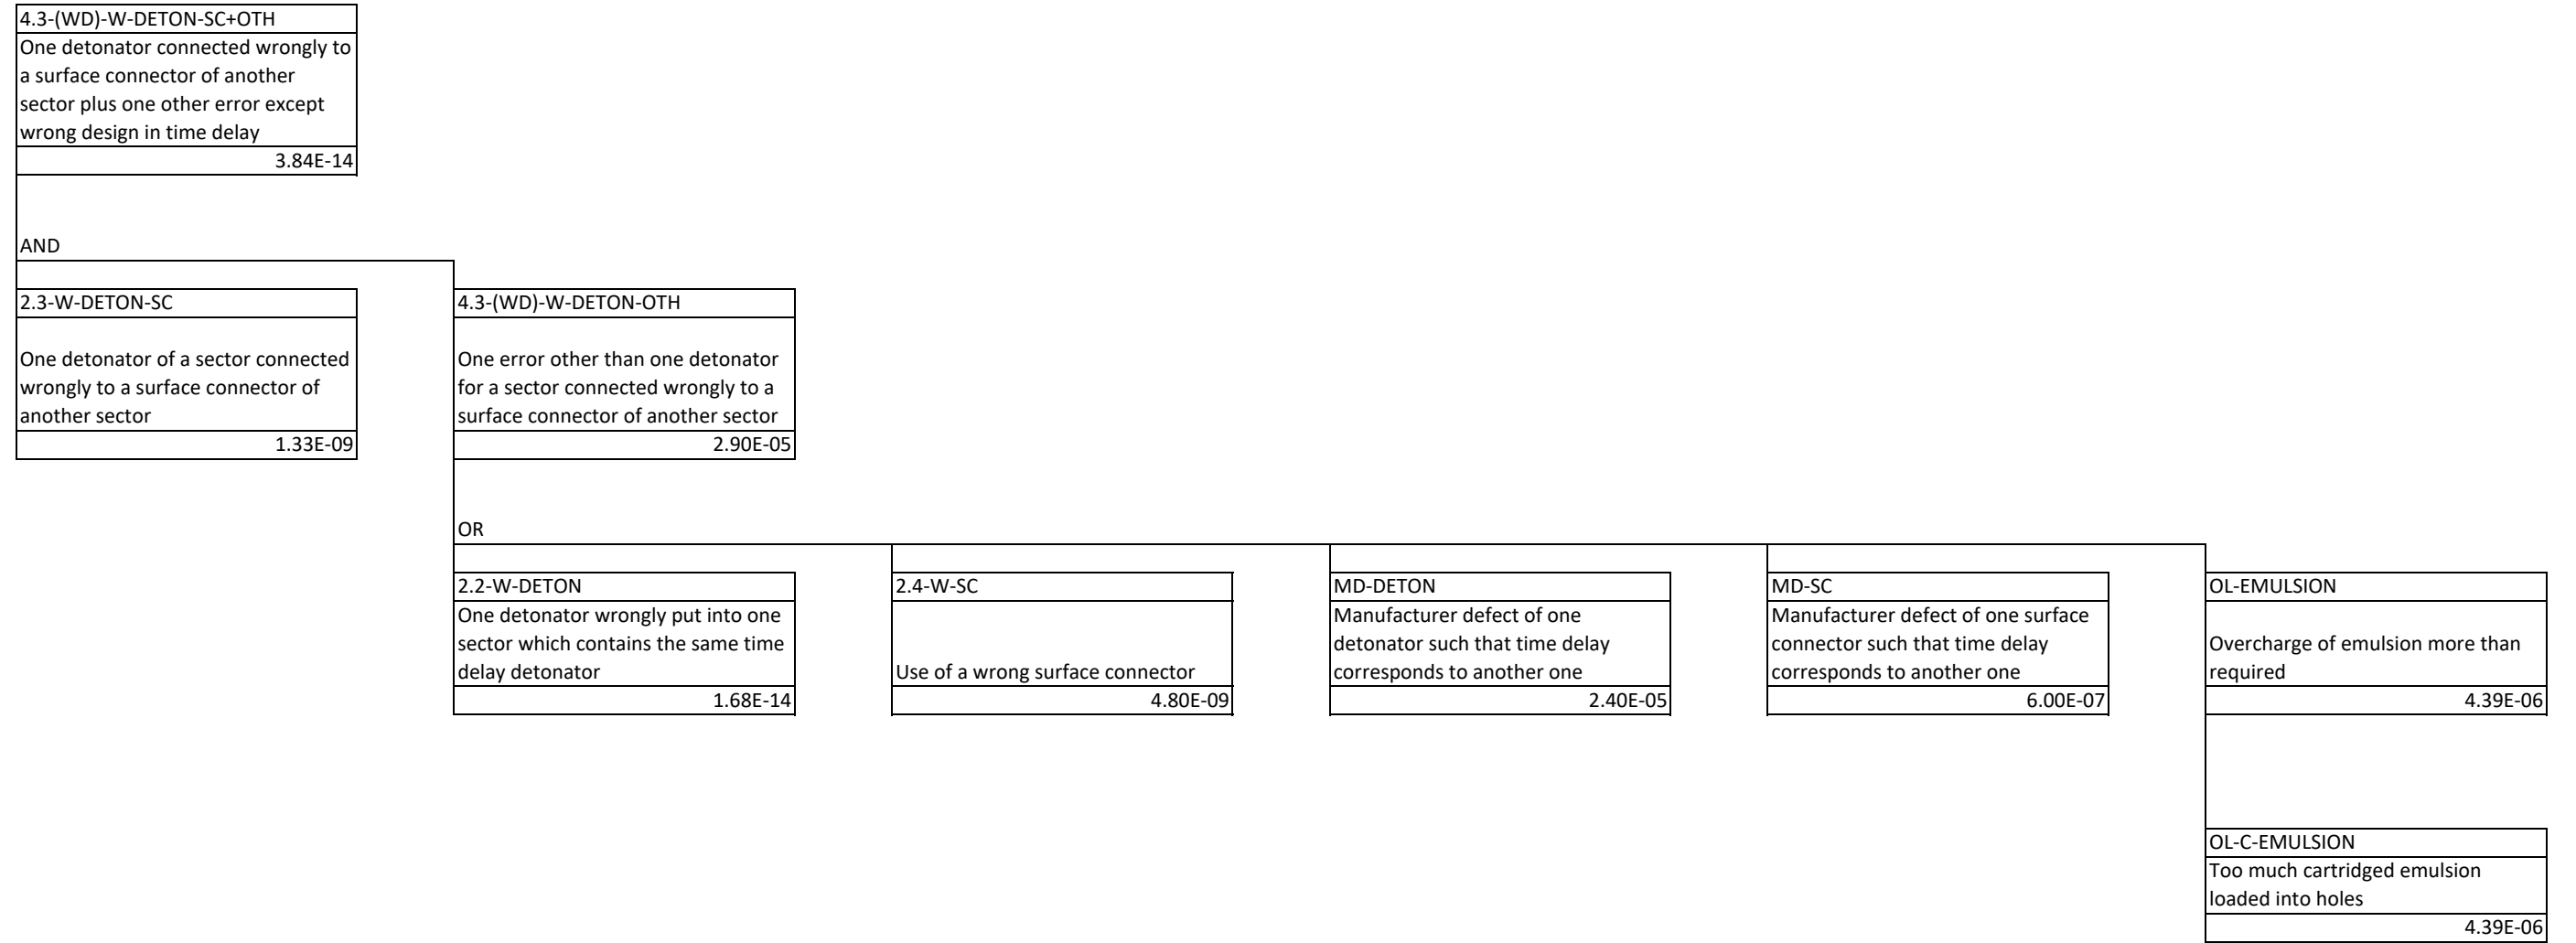 4.3-(WD)-W-DETON-SC+OTH
One detonator connected wrongly to
a surface connector of another
sector plus one other error except
wrong design in time delay
3.84E-14
AND
2.3-W-DETON-SC
One detonator of a sector connected
wrongly to a surface connector of
another sector
1.33E-09
4.3-(WD)-W-DETON-OTH
One error other than one detonator
for a sector connected wrongly to a
surface connector of another sector
2.90E-05
OR
2.2-W-DETON
One detonator wrongly put into one
sector which contains the same time
delay detonator
1.68E-14
2.4-W-SC
Use of a wrong surface connector
4.80E-09
MD-DETON
Manufacturer defect of one
detonator such that time delay
corresponds to another one
2.40E-05
MD-SC
Manufacturer defect of one surface
connector such that time delay
corresponds to another one
6.00E-07
OL-EMULSION
Overcharge of emulsion more than
required
4.39E-06
OL-C-EMULSION
Too much cartridged emulsion
loaded into holes
4.39E-06